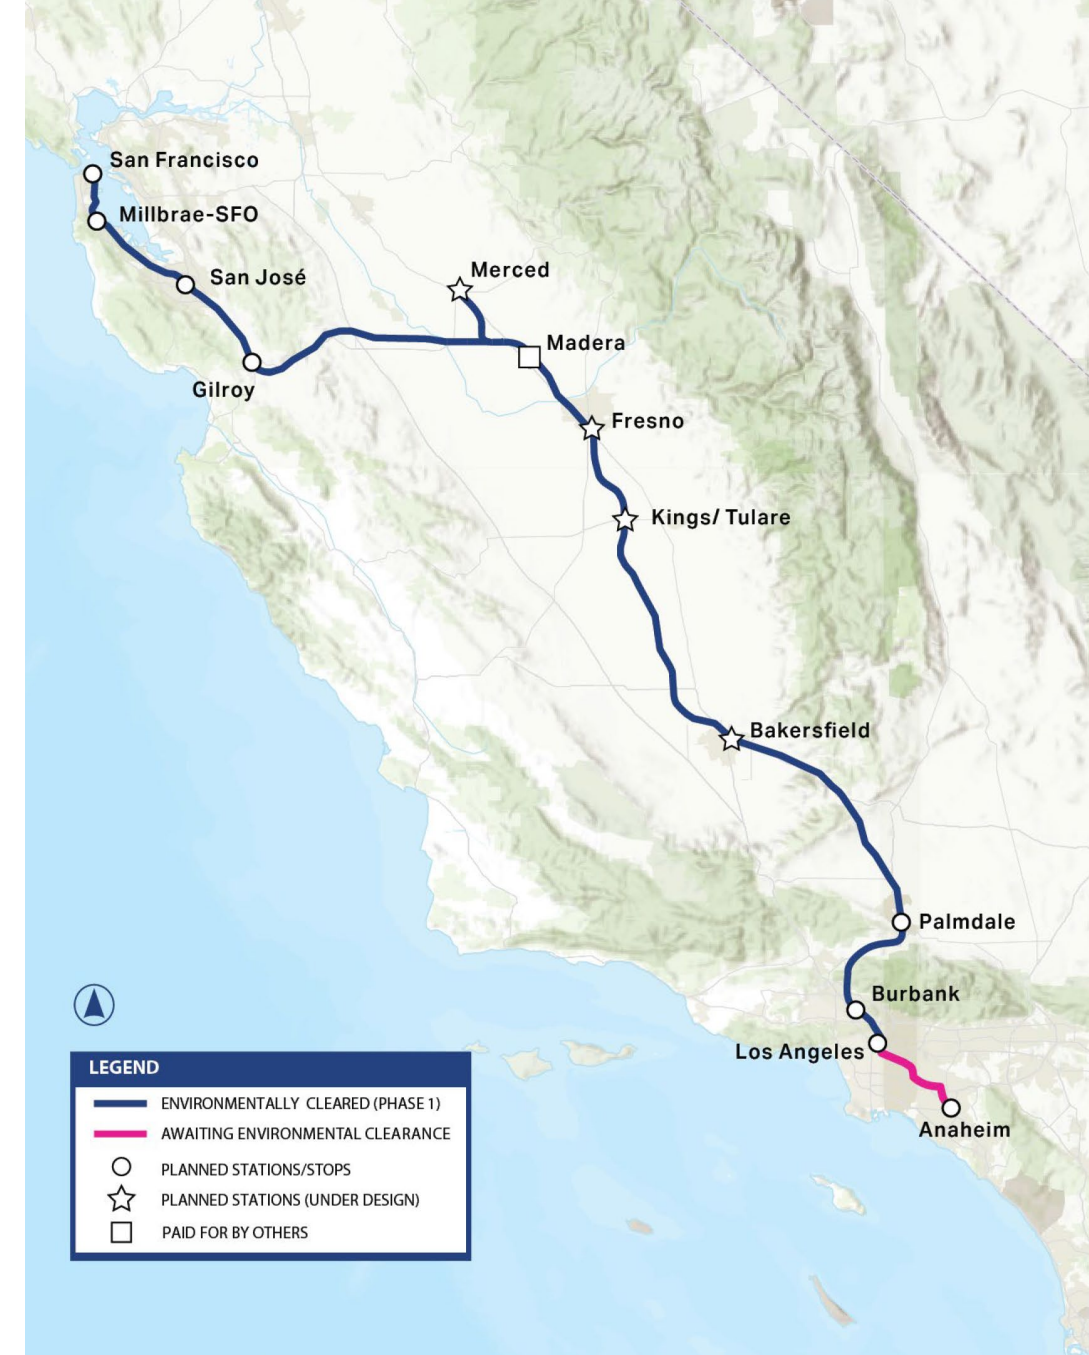 San Francisco
Millbrae-SFO
San José
Merced
Madera
Gilroy
Fresno
Kings/ Tulare
Bakersfield
Palmdale
Burbank
Los Angeles
Anaheim
LEGEND
ENVIRONMENTALLY CLEARED (PHASE 1)
AWAITING ENVIRONMENTAL CLEARANCE
PLANNED STATIONS/STOPS
PLANNED STATIONS (UNDER DESIGN)
PAID FOR BY OTHERS